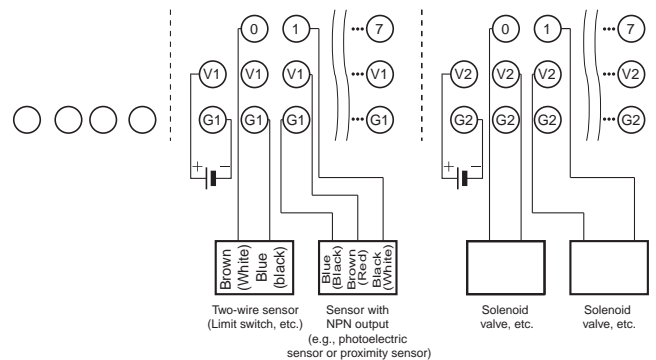 0 1 ••• 7 0 1 ••• 7
V1 V1 V1 ••• V1 V2 V2 V2 ••• V2
G1 G1 G1 ••• G1 G2 G2 G2 ••• G2
+ − + −
Brown
(White)
Blue
(black)
Blue
(Black)
Brown
(Red)
Black
(White)
Two-wire sensor
(Limit switch, etc.)
Sensor with
NPN output
(e.g., photoelectric
sensor or proximity sensor)
Solenoid
valve, etc.
Solenoid
valve, etc.